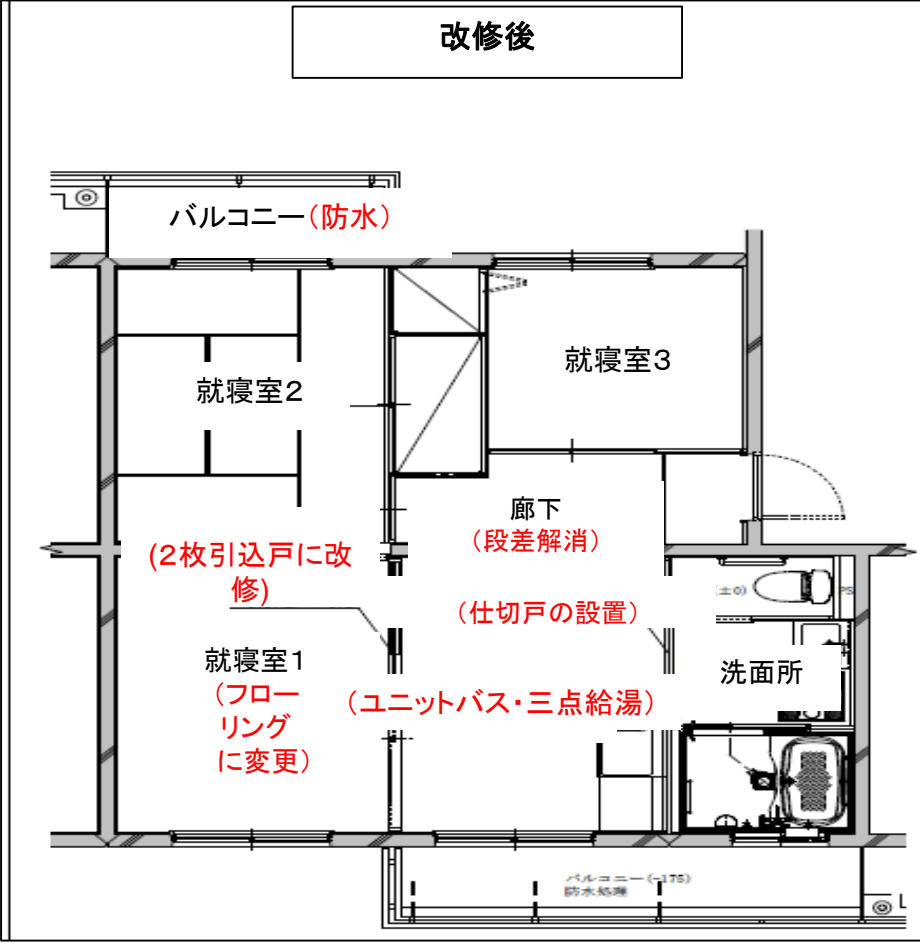 改修後
バルコニー（防水）
就寝室２
就寝室３
廊下
（段差解消）
(２枚引込戸に改
修)
（仕切戸の設置）
(±0)
PS
就寝室１
（フロー
リング
に変更）
洗面所
（ユニットバス・三点給湯）
バルコニー(-175)
防水処理
L